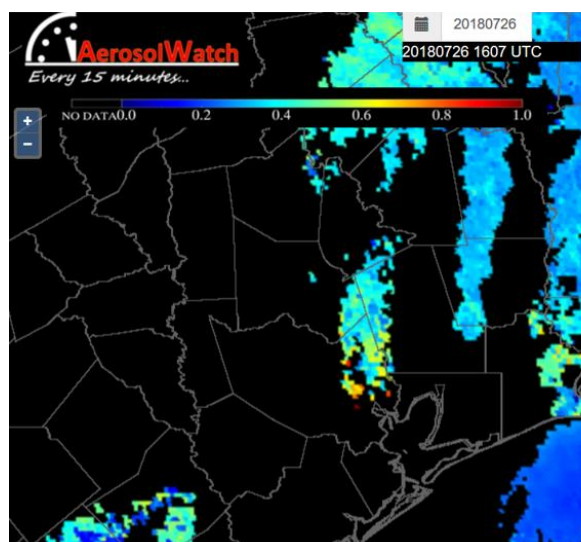 20180726
AerosolWatch
20180726 1607 UTC
Every 15 minutes...
NO DATA 0.0 0.2 0.4 0.6 0.8 1.0
+
−